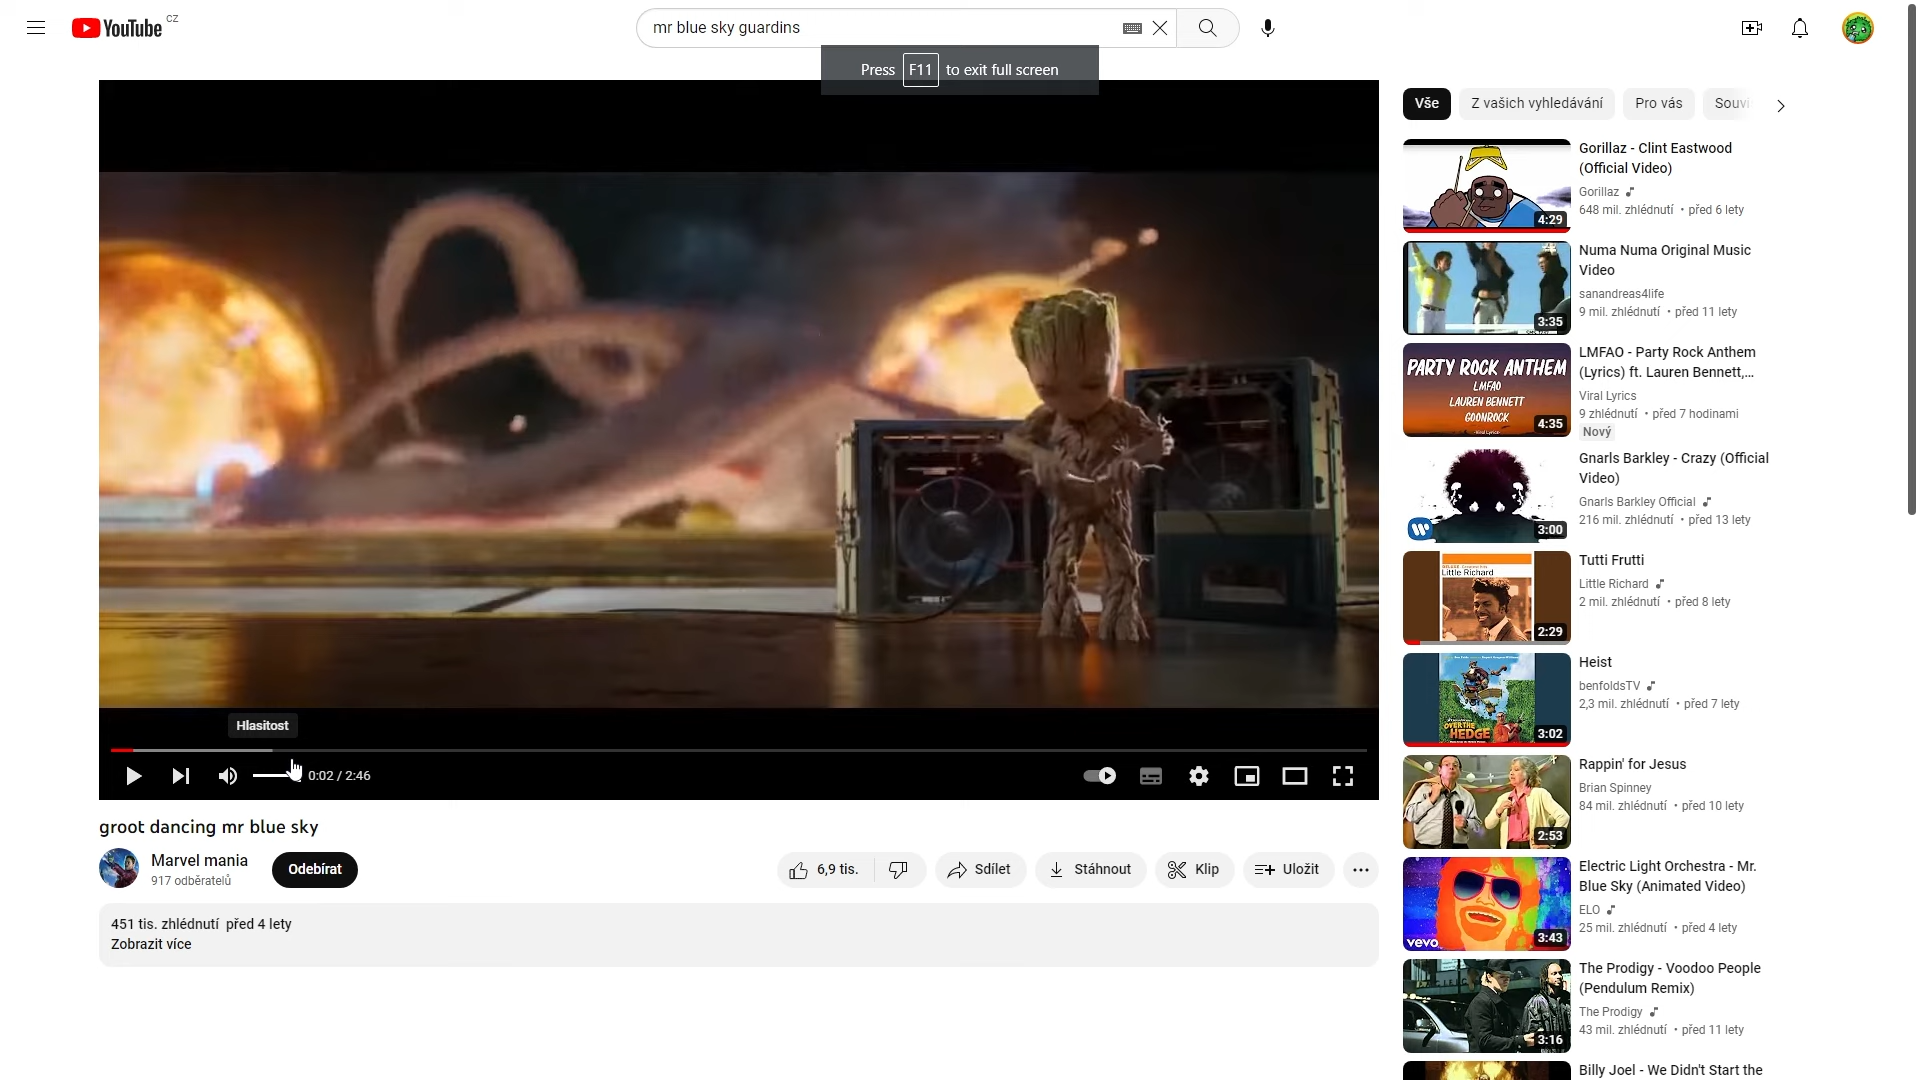 YouTube CZ
mr blue sky guardins
Press F11 to exit full screen
Hlasitost
0:02 / 2:46
groot dancing mr blue sky
Marvel mania
917 odběratelů
Odebírat
6,9 tis.
Sdílet
Stáhnout
Klip
Uložit
451 tis. zhlédnutí před 4 lety
Zobrazit více
Vše
Z vašich vyhledávání
Pro vás
4:29
Gorillaz - Clint Eastwood
(Official Video)
Gorillaz
648 mil. zhlédnutí • před 6 lety
3:35
Numa Numa Original Music
Video
sanandreas4life
9 mil. zhlédnutí • před 11 lety
PARTY ROCK ANTHEM
LMFAO
LAUREN BENNETT
GOONROCK
-Viral Lyrics-
4:35
LMFAO - Party Rock Anthem
(Lyrics) ft. Lauren Bennett,...
Viral Lyrics
9 zhlédnutí • před 7 hodinami
Nový
3:00
Gnarls Barkley - Crazy (Official
Video)
Gnarls Barkley Official
216 mil. zhlédnutí • před 13 lety
Little Richard
2:29
Tutti Frutti
Little Richard
2 mil. zhlédnutí • před 8 lety
OVER THE
HEDGE
3:02
Heist
benfoldsTV
2,3 mil. zhlédnutí • před 7 lety
2:53
Rappin' for Jesus
Brian Spinney
84 mil. zhlédnutí • před 10 lety
vevo
3:43
Electric Light Orchestra - Mr.
Blue Sky (Animated Video)
ELO
25 mil. zhlédnutí • před 4 lety
3:16
The Prodigy - Voodoo People
(Pendulum Remix)
The Prodigy
43 mil. zhlédnutí • před 11 lety
Billy Joel - We Didn't Start the